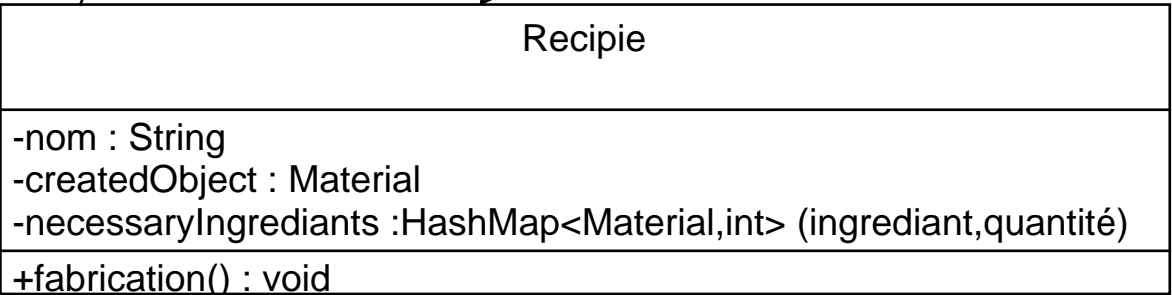 Recipie
-nom : String
-createdObject : Material
-necessaryIngrediants :HashMap<Material,int> (ingrediant,quantité)
+fabrication() : void